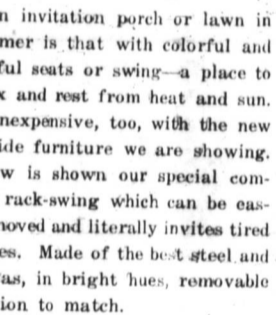 n invitation porch or lawn in
mer is that with colorful and
ful seats or swing—a place to
x and rest from heat and sun.
nexpensive, too, with the new
ide furniture we are showing.
w is shown our special com-
rack-swing which can be eas-
noved and literally invites tired
es. Made of the best steel and
as, in bright hues, removable
ion to match.